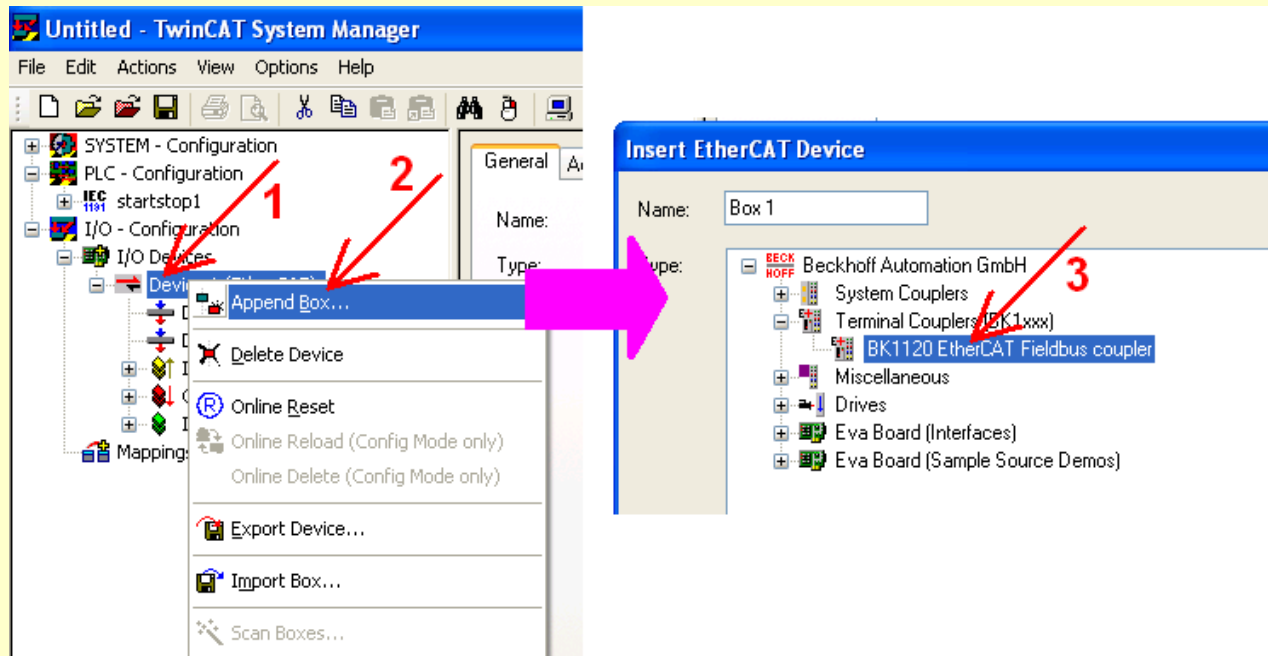 Untitled - TwinCAT System Manager
File Edit Actions View Options Help
SYSTEM - Configuration
PLC - Configuration
IEC 1131 startstop1
I/O - Configuration
I/O Devices
1
2
General
Name:
Type:
Append Box...
Delete Device
Online Reset
Online Reload (Config Mode only)
Online Delete (Config Mode only)
Mappings
Export Device...
Import Box...
Scan Boxes...
Insert EtherCAT Device
Name: Box 1
BECKHOFF Beckhoff Automation GmbH
System Couplers
3
Terminal Couplers (BK1xxx)
BK1120 EtherCAT Fieldbus coupler
Miscellaneous
Drives
Eva Board (Interfaces)
Eva Board (Sample Source Demos)